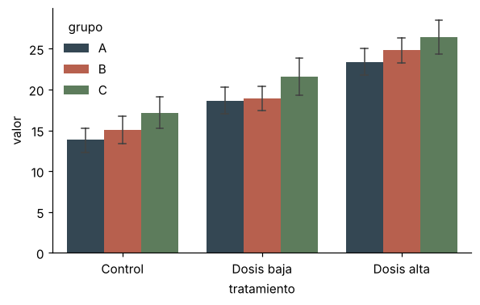 grupo
A
B
C
valor
25
20
15
10
5
0
Control
Dosis baja
Dosis alta
tratamiento